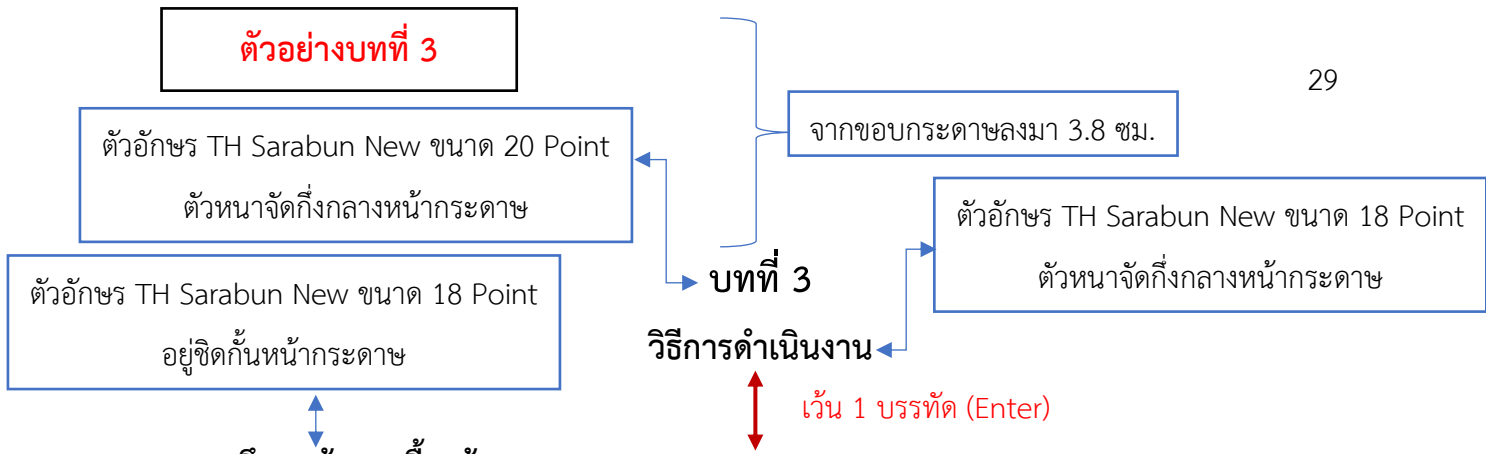 ตัวอย่างบทที่ 3
29
จากขอบกระดาษลงมา 3.8 ซม.
ตัวอักษร TH Sarabun New ขนาด 20 Point
ตัวหนาจัดกึ่งกลางหน้ากระดาษ
ตัวอักษร TH Sarabun New ขนาด 18 Point
ตัวหนาจัดกึ่งกลางหน้ากระดาษ
บทที่ 3
ตัวอักษร TH Sarabun New ขนาด 18 Point
อยู่ชิดกั้นหน้ากระดาษ
วิธีการดำเนินงาน
เว้น 1 บรรทัด (Enter)